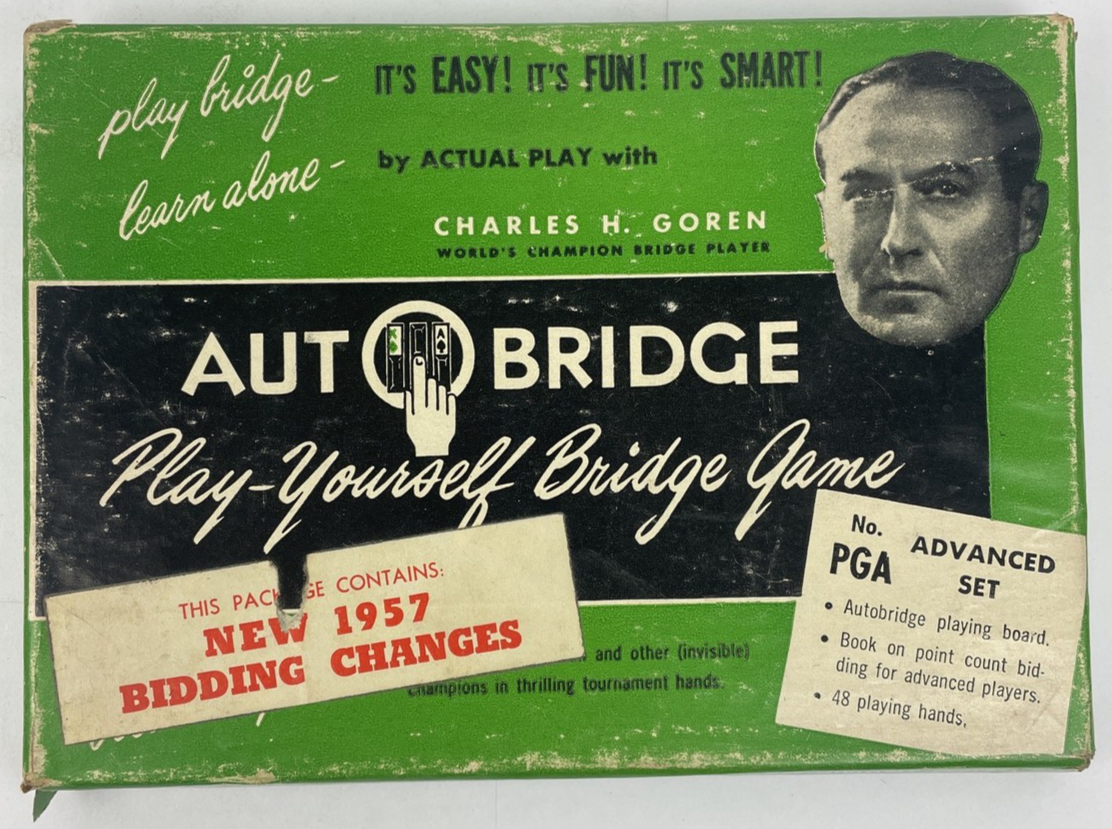 play bridge-
learn alone-
IT'S EASY! IT'S FUN! IT'S SMART!
by ACTUAL PLAY with
CHARLES H. GOREN
WORLD'S CHAMPION BRIDGE PLAYER
AUTOBRIDGE
Play-Yourself Bridge Game
THIS PACK GE CONTAINS:
NEW 1957
BIDDING CHANGES
and other (invisible)
champions in thrilling tournament hands.
No.
PGA
ADVANCED
SET
• Autobridge playing board.
• Book on point count bid-
ding for advanced players.
• 48 playing hands,